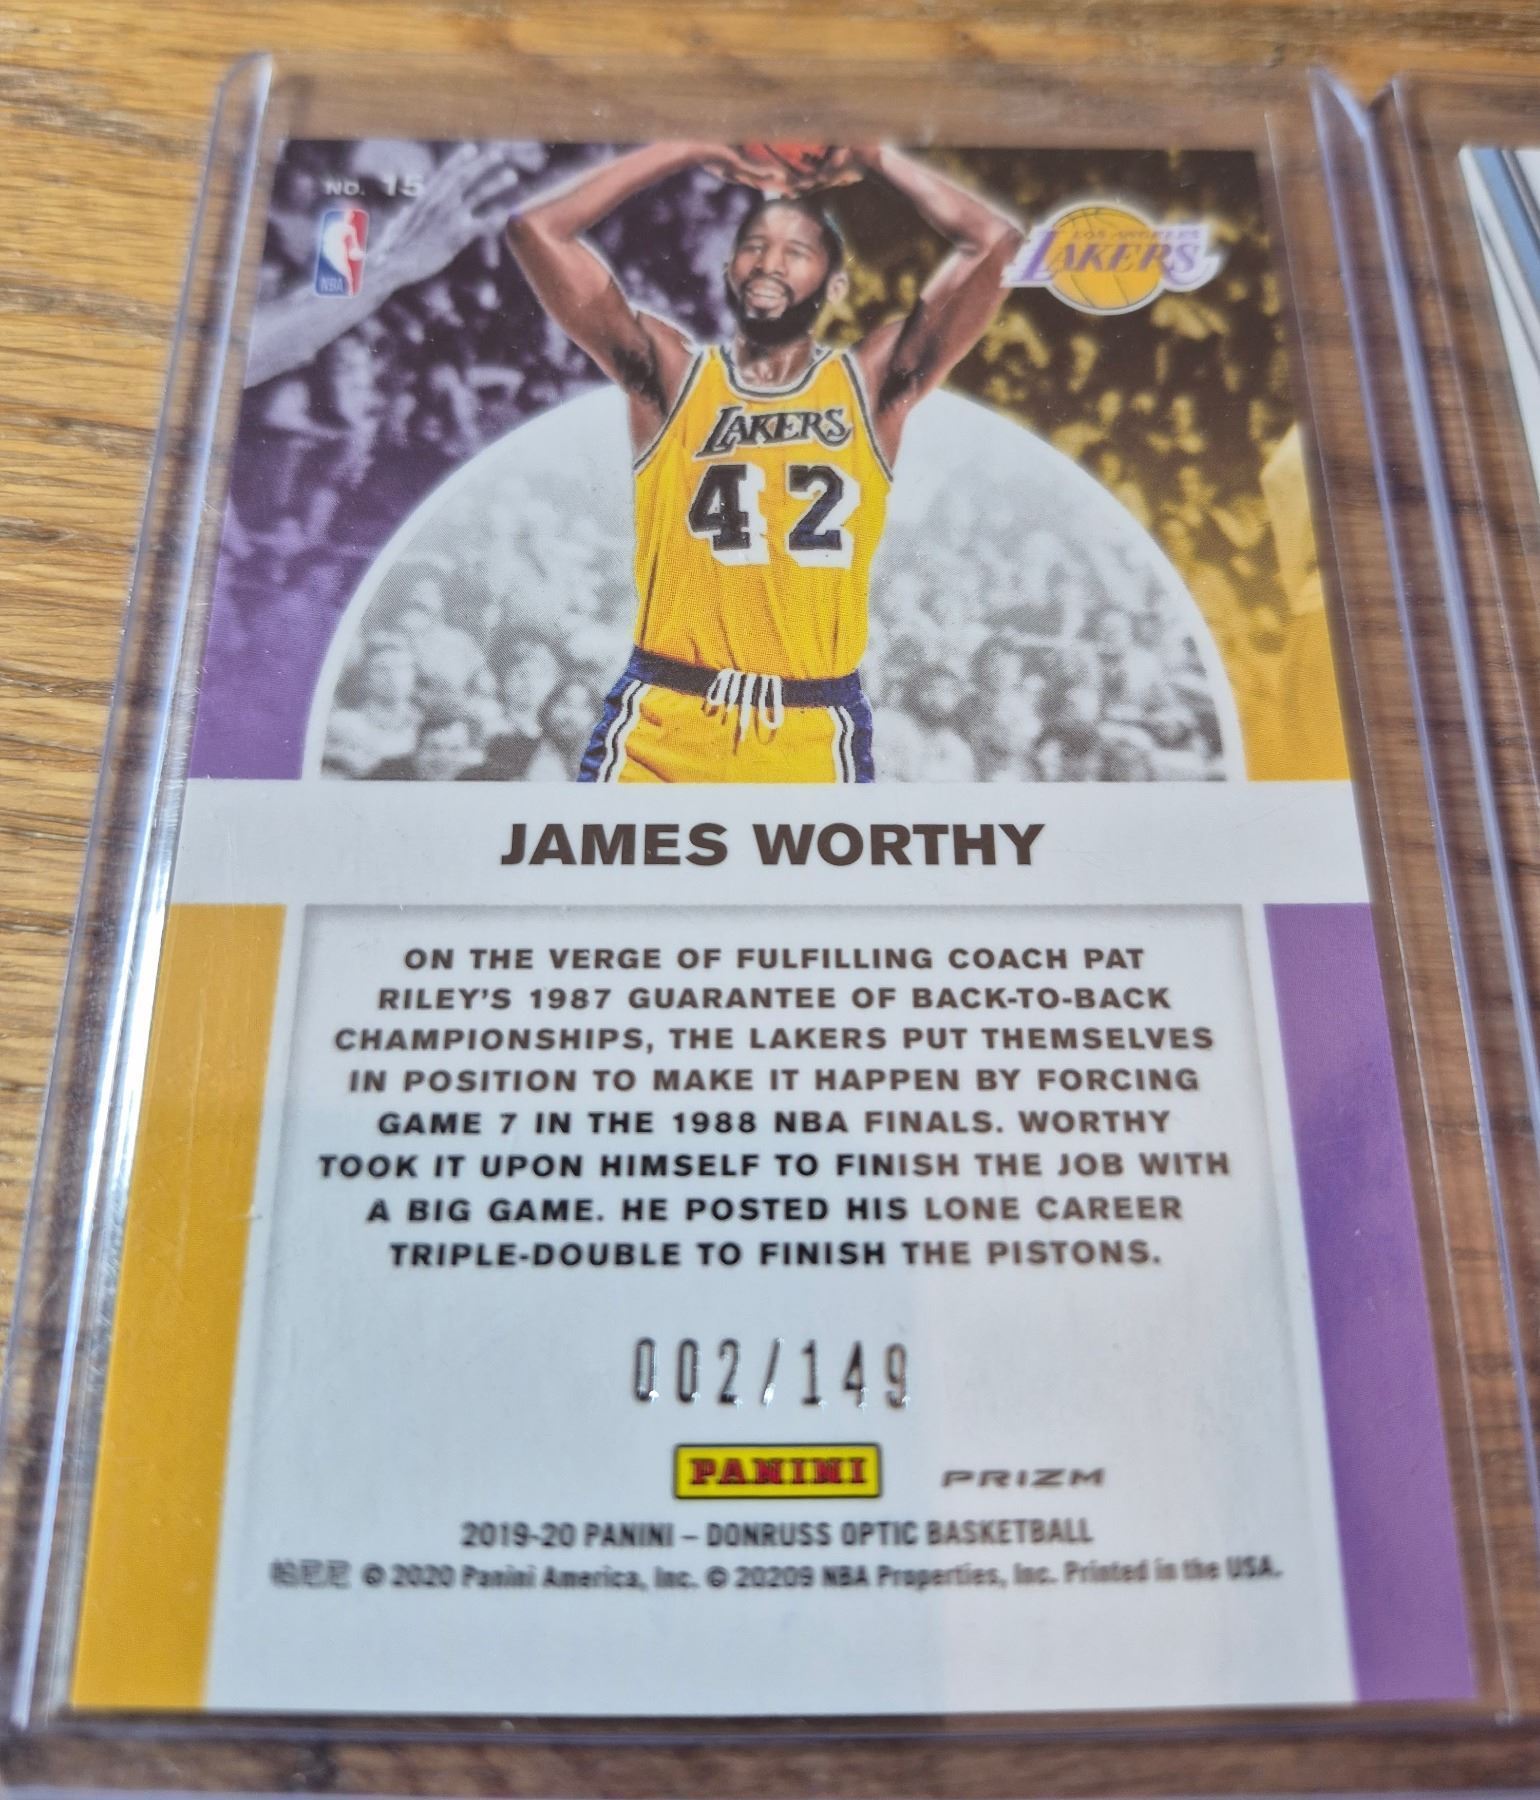 NO. 15
NBA
LOS ANGELES
LAKERS
LAKERS
42
JAMES WORTHY
ON THE VERGE OF FULFILLING COACH PAT
RILEY'S 1987 GUARANTEE OF BACK-TO-BACK
CHAMPIONSHIPS, THE LAKERS PUT THEMSELVES
IN POSITION TO MAKE IT HAPPEN BY FORCING
GAME 7 IN THE 1988 NBA FINALS. WORTHY
TOOK IT UPON HIMSELF TO FINISH THE JOB WITH
A BIG GAME. HE POSTED HIS LONE CAREER
TRIPLE-DOUBLE TO FINISH THE PISTONS.
002/149
PANINI PRIZM
2019-20 PANINI – DONRUSS OPTIC BASKETBALL
© 2020 Panini America, Inc. © 20209 NBA Properties, Inc. Printed in the USA.